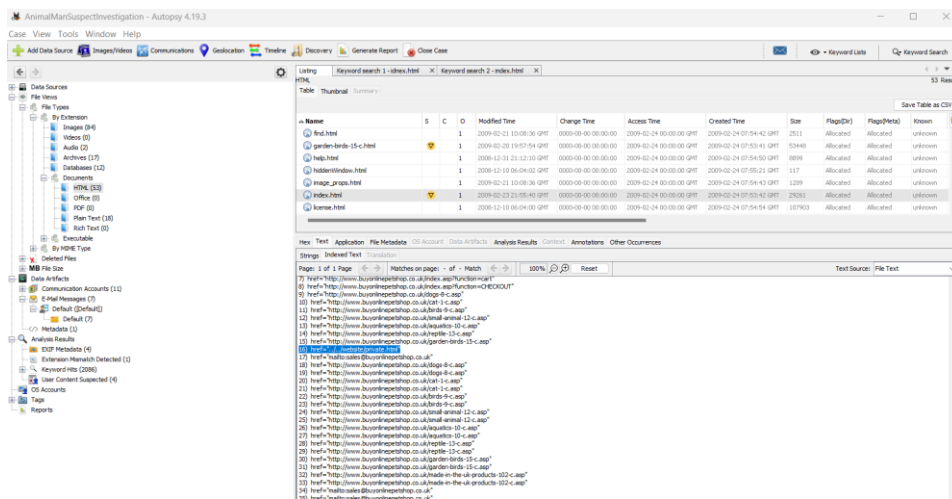 AnimalManSuspectInvestigation - Autopsy 4.19.3
Case View Tools Window Help
Add Data Source Images/Videos Communications Geolocation Timeline Discovery Generate Report Close Case Keyword Lists Keyword Search
Listing Keyword search 1 - idnex.html Keyword search 2 - index.html
HTML
53 Res
Table Thumbnail Summary
Save Table as CSV
Name S C O Modified Time Change Time Access Time Created Time Size Flags(Dir) Flags(Meta) Known
find.html 1 2009-02-21 10:08:36 GMT 0000-00-00 00:00:00 2009-02-24 00:00:00 GMT 2009-02-24 07:54:42 GMT 2511 Allocated Allocated unknown
garden-birds-15-c.html 1 2009-02-20 19:57:54 GMT 0000-00-00 00:00:00 2009-02-24 00:00:00 GMT 2009-02-24 07:53:41 GMT 53448 Allocated Allocated unknown
help.html 1 2008-12-31 21:12:10 GMT 0000-00-00 00:00:00 2009-02-24 00:00:00 GMT 2009-02-24 07:54:50 GMT 8899 Allocated Allocated unknown
hiddenWindow.html 1 2008-12-10 06:04:02 GMT 0000-00-00 00:00:00 2009-02-24 00:00:00 GMT 2009-02-24 07:55:21 GMT 117 Allocated Allocated unknown
image_props.html 1 2009-02-21 10:08:36 GMT 0000-00-00 00:00:00 2009-02-24 00:00:00 GMT 2009-02-24 07:54:43 GMT 1289 Allocated Allocated unknown
index.html 1 2009-02-23 21:55:40 GMT 0000-00-00 00:00:00 2009-02-24 00:00:00 GMT 2009-02-24 07:53:42 GMT 29261 Allocated Allocated unknown
license.html 1 2008-12-10 06:04:00 GMT 0000-00-00 00:00:00 2009-02-24 00:00:00 GMT 2009-02-24 07:54:54 GMT 107903 Allocated Allocated unknown
Data Sources
File Views
File Types
By Extension
Images (84)
Videos (0)
Audio (2)
Archives (17)
Databases (12)
Documents
HTML (53)
Office (0)
PDF (0)
Plain Text (18)
Rich Text (0)
Executable
By MIME Type
Deleted Files
MB File Size
Data Artifacts
Communication Accounts (11)
E-Mail Messages (7)
Default ([Default])
Default (7)
Metadata (1)
Analysis Results
EXIF Metadata (4)
Extension Mismatch Detected (1)
Keyword Hits (2086)
User Content Suspected (4)
OS Accounts
Tags
Reports
Hex Text Application File Metadata OS Account Data Artifacts Analysis Results Context Annotations Other Occurrences
Strings Indexed Text Translation
Page: 1 of 1 Page Matches on page: - of - Match 100% Reset Text Source: File Text
7) href="http://www.buyonlinepetshop.co.uk/index.asp?function=cart"
8) href="http://www.buyonlinepetshop.co.uk/index.asp?function=CHECKOUT"
9) href="http://www.buyonlinepetshop.co.uk/dogs-8-c.asp"
10) href="http://www.buyonlinepetshop.co.uk/cat-1-c.asp"
11) href="http://www.buyonlinepetshop.co.uk/birds-9-c.asp"
12) href="http://www.buyonlinepetshop.co.uk/small-animal-12-c.asp"
13) href="http://www.buyonlinepetshop.co.uk/aquatics-10-c.asp"
14) href="http://www.buyonlinepetshop.co.uk/reptile-13-c.asp"
15) href="http://www.buyonlinepetshop.co.uk/garden-birds-15-c.asp"
16) href="../../website/private.html"
17) href="mailto:sales@buyonlinepetshop.co.uk"
18) href="http://www.buyonlinepetshop.co.uk/dogs-8-c.asp"
19) href="http://www.buyonlinepetshop.co.uk/dogs-8-c.asp"
20) href="http://www.buyonlinepetshop.co.uk/cat-1-c.asp"
21) href="http://www.buyonlinepetshop.co.uk/cat-1-c.asp"
22) href="http://www.buyonlinepetshop.co.uk/birds-9-c.asp"
23) href="http://www.buyonlinepetshop.co.uk/birds-9-c.asp"
24) href="http://www.buyonlinepetshop.co.uk/small-animal-12-c.asp"
25) href="http://www.buyonlinepetshop.co.uk/small-animal-12-c.asp"
26) href="http://www.buyonlinepetshop.co.uk/aquatics-10-c.asp"
27) href="http://www.buyonlinepetshop.co.uk/aquatics-10-c.asp"
28) href="http://www.buyonlinepetshop.co.uk/reptile-13-c.asp"
29) href="http://www.buyonlinepetshop.co.uk/reptile-13-c.asp"
30) href="http://www.buyonlinepetshop.co.uk/garden-birds-15-c.asp"
31) href="http://www.buyonlinepetshop.co.uk/garden-birds-15-c.asp"
32) href="http://www.buyonlinepetshop.co.uk/made-in-the-uk-products-102-c.asp"
33) href="http://www.buyonlinepetshop.co.uk/made-in-the-uk-products-102-c.asp"
34) href="mailto:sales@buyonlinepetshop.co.uk"
35) href="mailto:sales@buyonlinepetshop.co.uk"